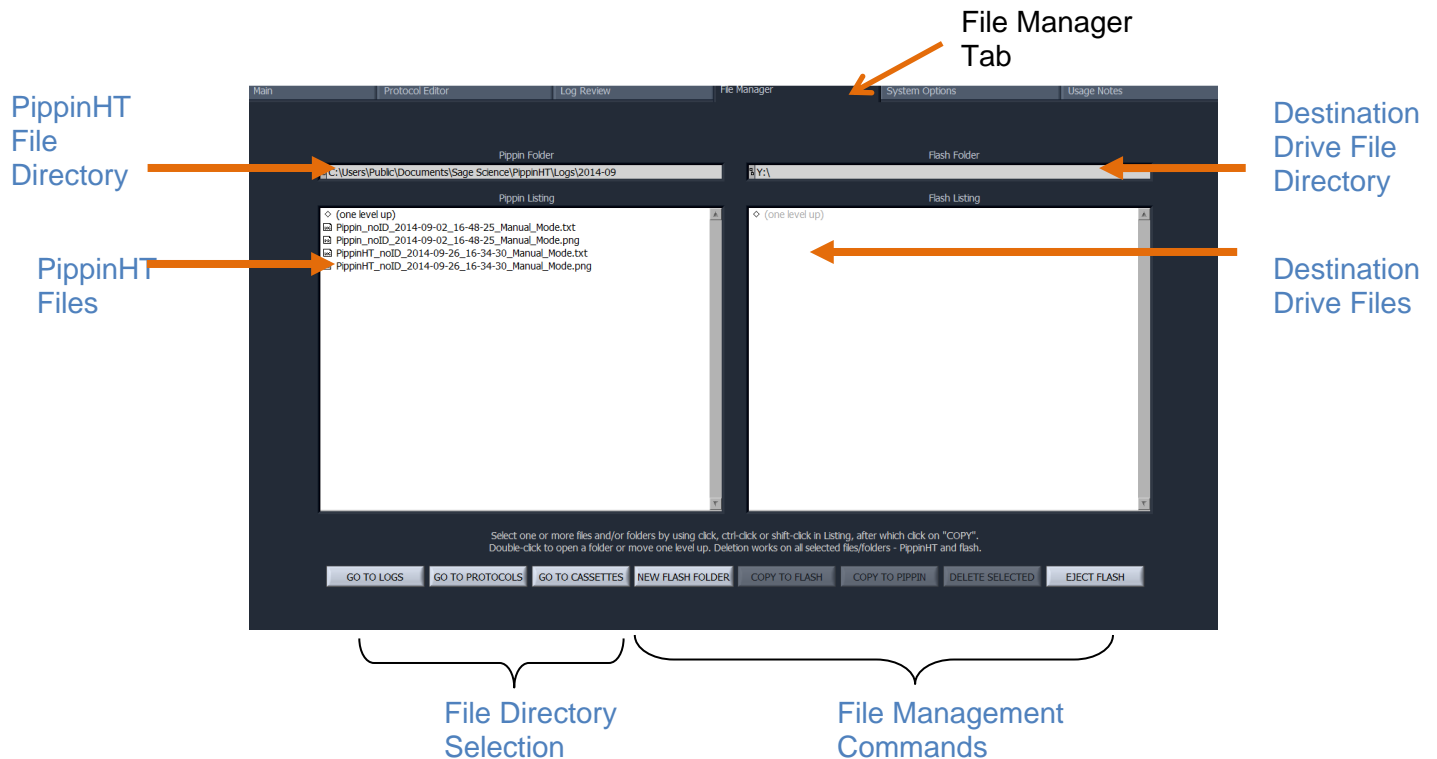 File Manager
Tab
Main
Protocol Editor
Log Review
File Manager
System Options
Usage Notes
PippinHT
File
Directory
Destination
Drive File
Directory
Pippin Folder
Flash Folder
C:\Users\Public\Documents\Sage Science\PippinHT\Logs\2014-09
Y:\
Pippin Listing
Flash Listing
(one level up)
Pippin_noID_2014-09-02_16-48-25_Manual_Mode.txt
Pippin_noID_2014-09-02_16-48-25_Manual_Mode.png
PippinHT_noID_2014-09-26_16-34-30_Manual_Mode.txt
PippinHT_noID_2014-09-26_16-34-30_Manual_Mode.png
(one level up)
PippinHT
Files
Destination
Drive Files
Select one or more files and/or folders by using click, ctrl-click or shift-click in Listing, after which click on "COPY".
Double-click to open a folder or move one level up. Deletion works on all selected files/folders - PippinHT and flash.
GO TO LOGS
GO TO PROTOCOLS
GO TO CASSETTES
NEW FLASH FOLDER
COPY TO FLASH
COPY TO PIPPIN
DELETE SELECTED
EJECT FLASH
File Directory
Selection
File Management
Commands